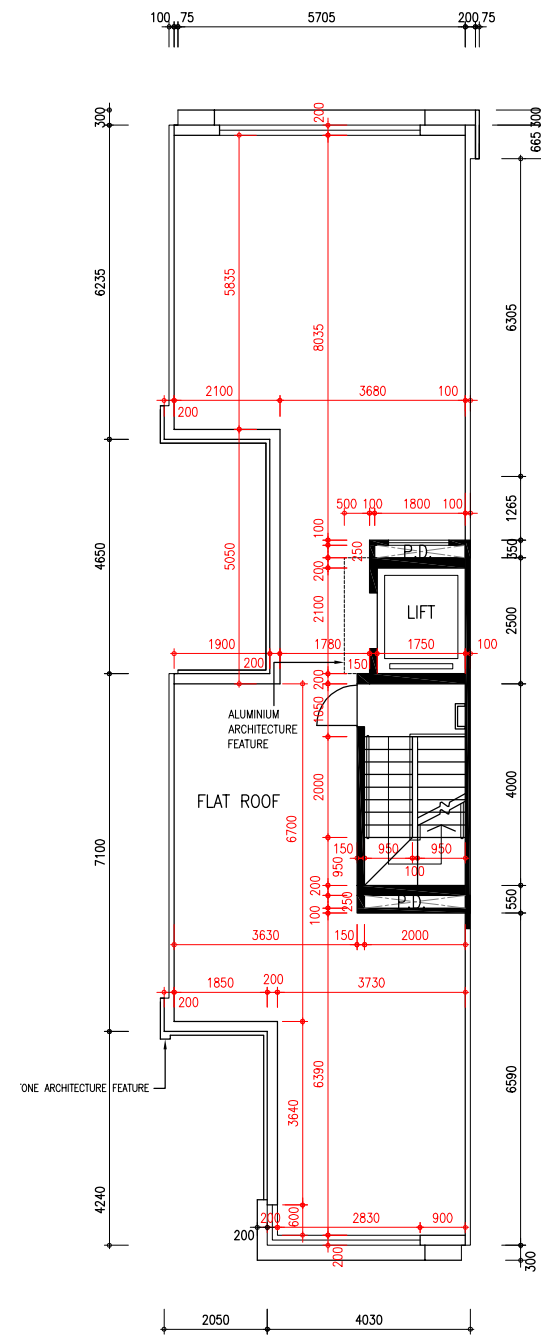 100 75 5705 200 75
300 200 300
665
6235 5835 8035 6305
2100 3680 100
200
500 100 1800 100 1265
100 250 P.D. 350
200
4650 5050 2100 LIFT 2500
1900 1780 1750 100
200 150
200
1050
ALUMINIUM
ARCHITECTURE
FEATURE
FLAT ROOF 2000 4000
7100 6700
150 950 950
950 100
200
100 250 P.D. 550
3630 150 2000
1850 200 3730
200
6390 6590
ONE ARCHITECTURE FEATURE
3640
4240
600
200 200 2830 900
200 300
2050 4030